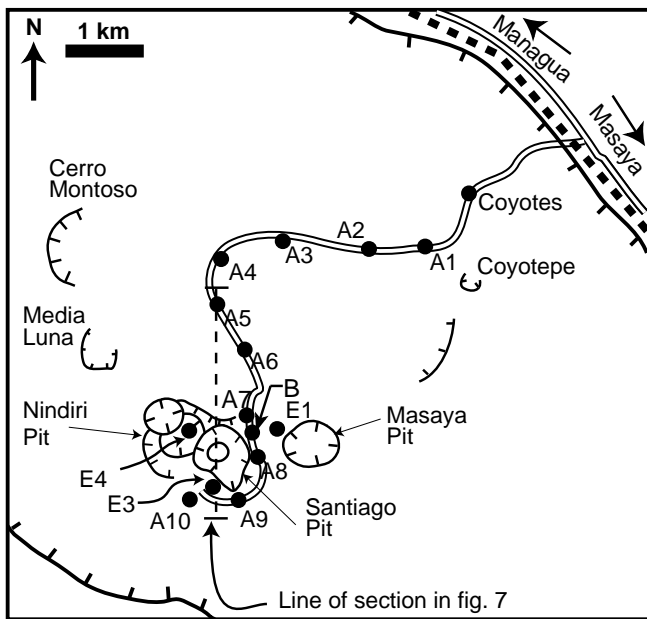 N
1 km
Managua
Masaya
Cerro
Montoso
Coyotes
A2
A3
A1
A4
Coyotepe
A5
Media
Luna
A6
A7
B
E1
Nindiri
Pit
Masaya
Pit
E4
A8
E3
A10
A9
Santiago
Pit
Line of section in fig. 7